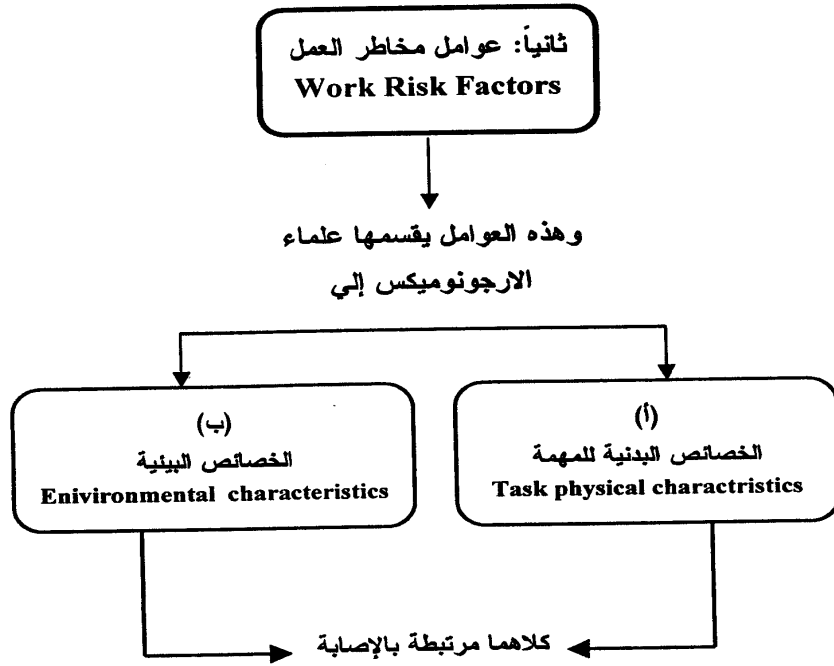 ثانياً: عوامل مخاطر العمل
Work Risk Factors
وهذه العوامل يقسمها علماء
الارجونوميكس إلي
(أ)
الخصائص البدنية للمهمة
Task physical charctristics
(ب)
الخصائص البيئية
Enivironmental characteristics
كلاهما مرتبطة بالإصابة